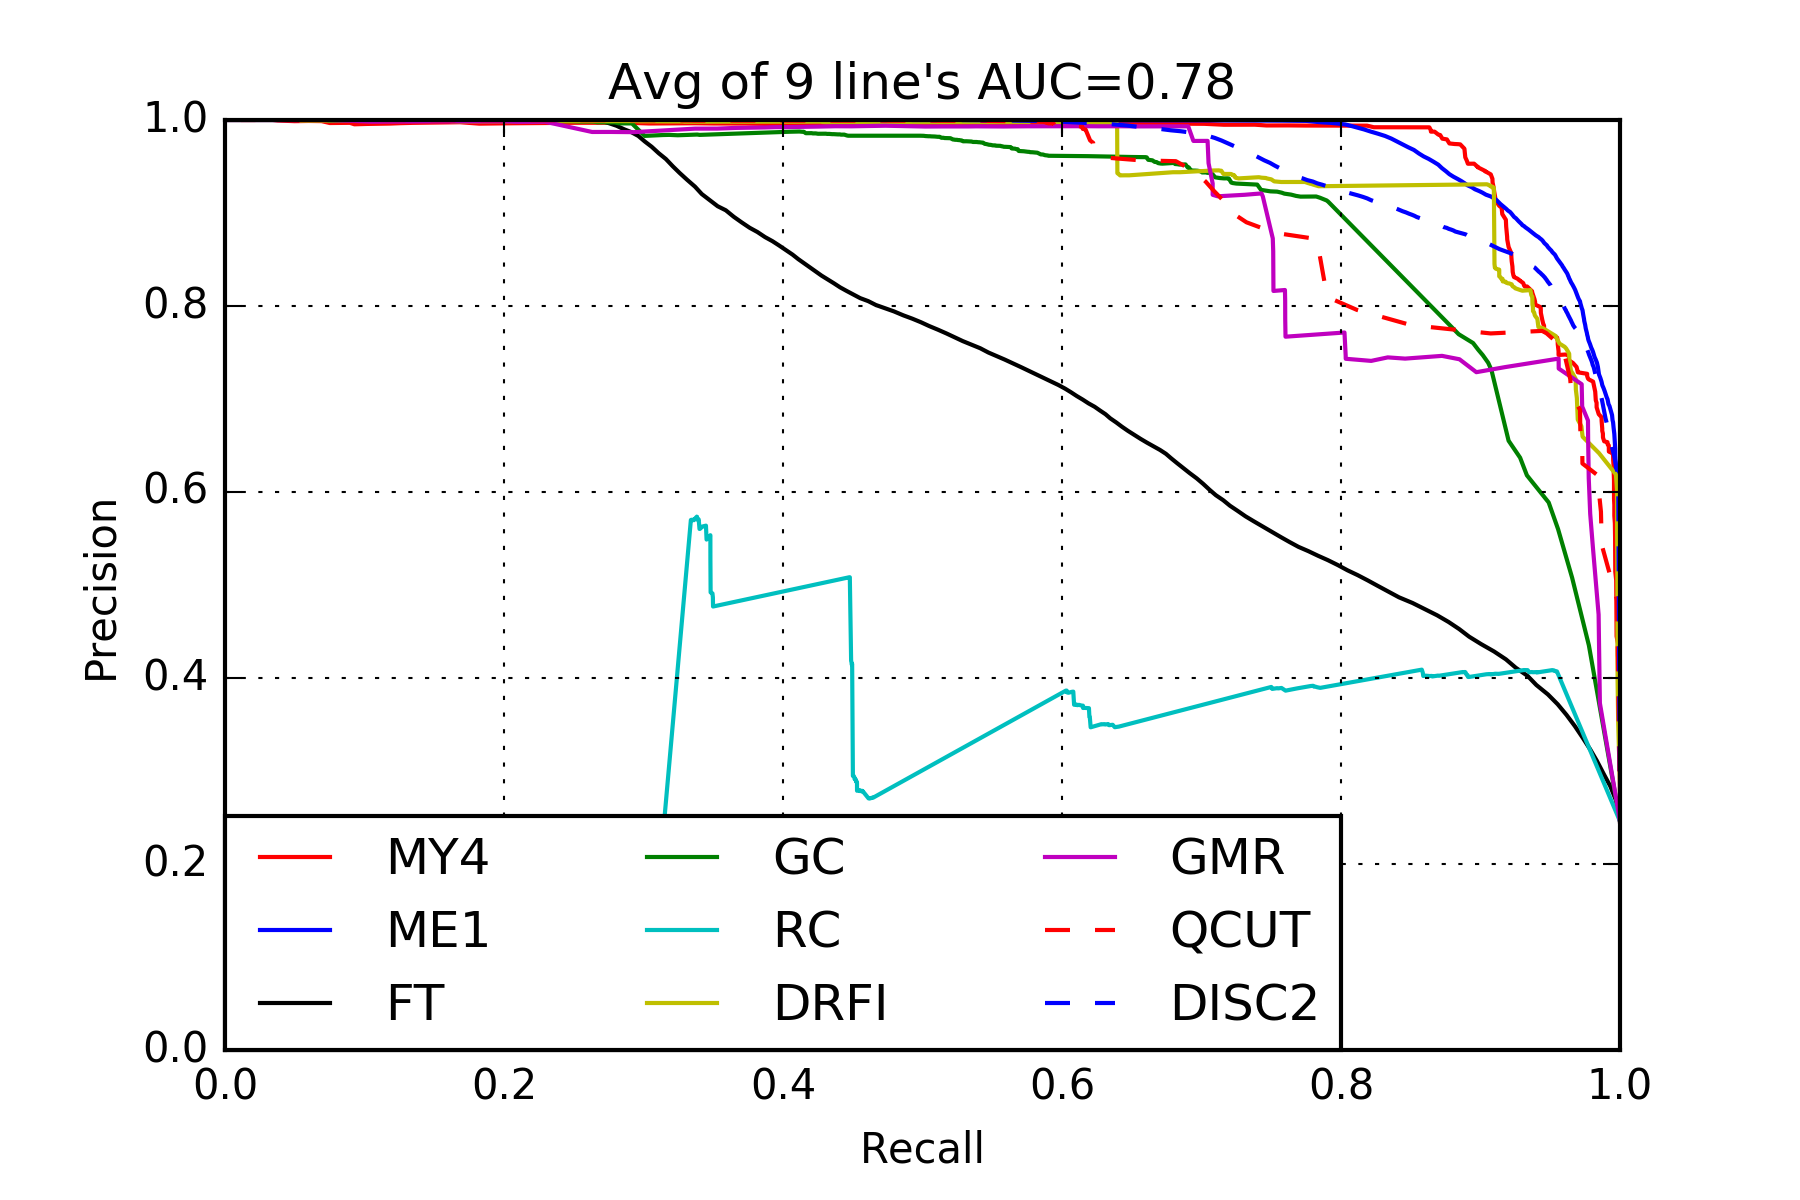 Avg of 9 line's AUC=0.78
1.0
0.8
0.6
0.4
0.2
0.0
Precision
MY4 GC GMR
ME1 RC QCUT
FT DRFI DISC2
0.0 0.2 0.4 0.6 0.8 1.0
Recall